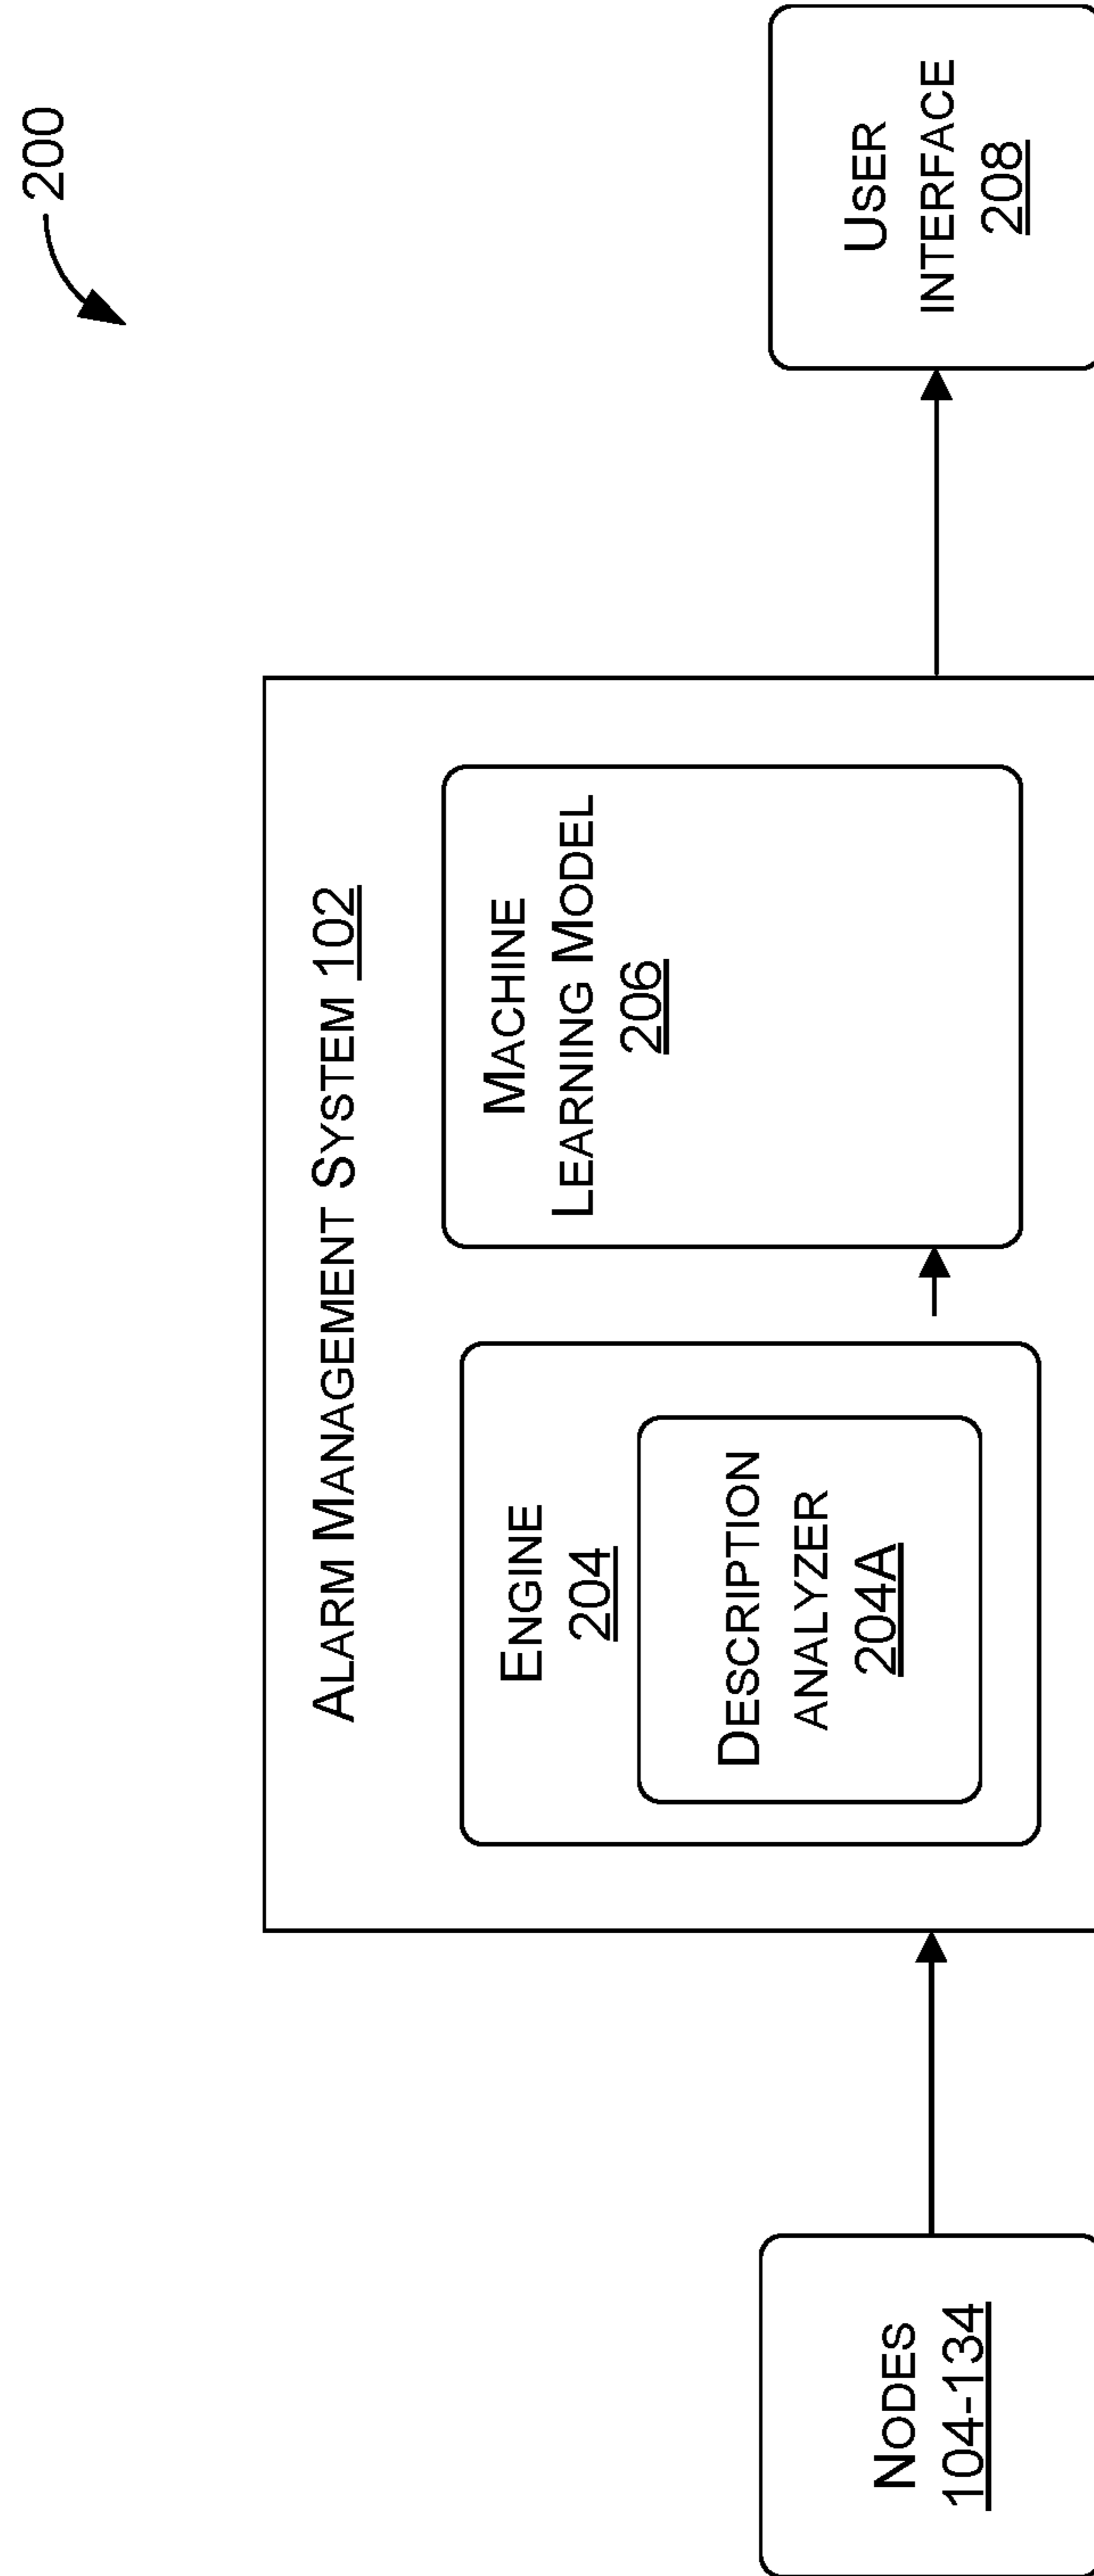 200
ALARM MANAGEMENT SYSTEM 102
NODES
104-134
ENGINE
204
DESCRIPTION
ANALYZER
204A
MACHINE
LEARNING MODEL
206
USER
INTERFACE
208